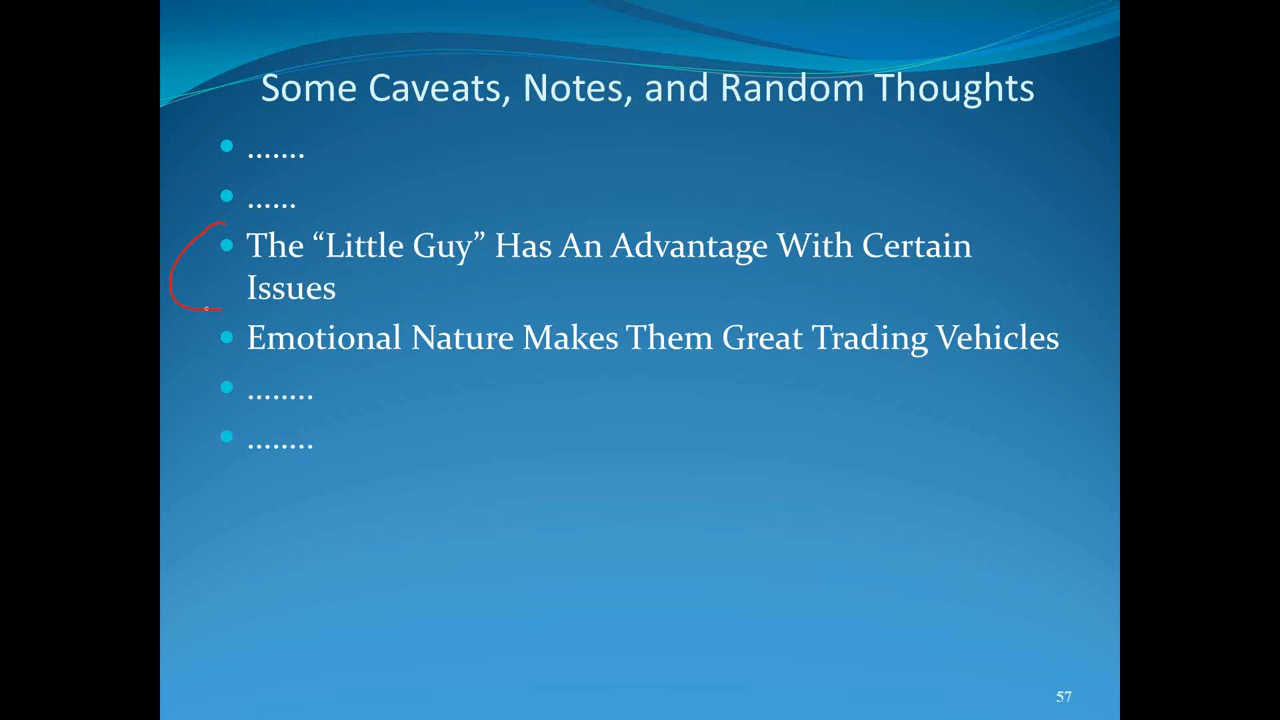 Some Caveats, Notes, and Random Thoughts
.......
......
The “Little Guy” Has An Advantage With Certain
Issues
Emotional Nature Makes Them Great Trading Vehicles
........
........
57